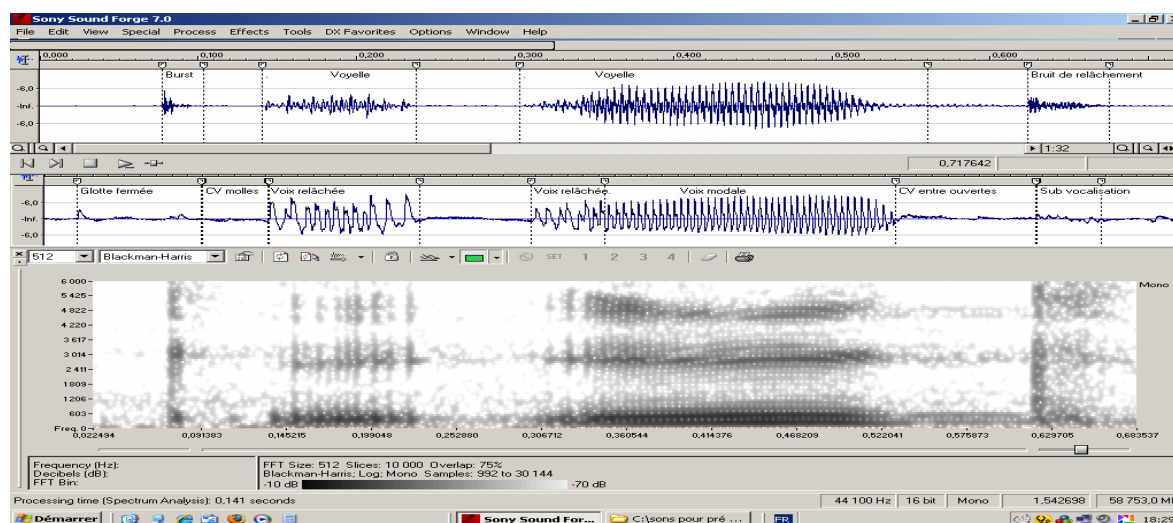 Sony Sound Forge 7.0
File Edit View Special Process Effects Tools DX Favorites Options Window Help
0,000 0,100 0,200 0,300 0,400 0,500 0,600
Burst Voyelle Voyelle Bruit de relâchement
-6,0
-Inf.
-6,0
1:32
0,717642
Glotte fermée CV molles Voix relâchée Voix relâchée. Voix modale CV entre ouvertes Sub vocalisation
-6,0
-Inf.
-6,0
512 Blackman-Harris SET 1 2 3 4
6 000 Mono
5 425
4 822
4 220
3 617
3 014
2 411
1809
1206
603
Freq. 0
0,022494 0,091383 0,145215 0,199048 0,252880 0,306712 0,360544 0,414376 0,468209 0,522041 0,575873 0,629705 0,683537
Frequency (Hz): FFT Size: 512 Slices: 10 000 Overlap: 75%
Decibels (dB): Blackman-Harris; Log; Mono Samples: 992 to 30 144
FFT Bin: -10 dB -70 dB
Processing time (Spectrum Analysis): 0,141 seconds 44 100 Hz 16 bit Mono 1,542698 58 753,0 M
Démarrer Sony Sound For... C:\sons pour pré ... FR 18:29